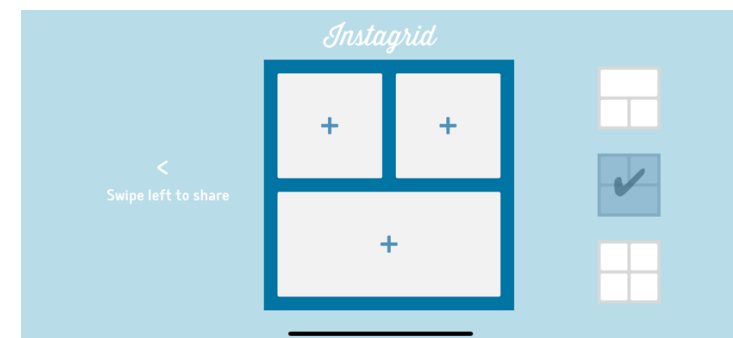 Instagrid
<
Swipe left to share
+
+
+